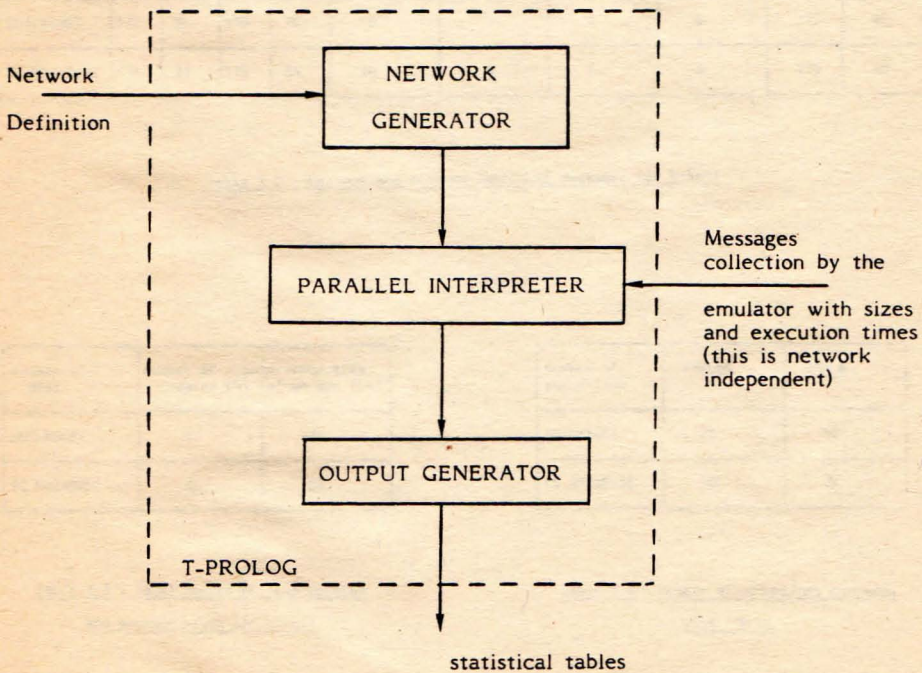 NETWORK
GENERATOR
Network
Definition
PARALLEL INTERPRETER
Messages
collection by the
emulator with sizes
and execution times
(this is network
independent)
OUTPUT GENERATOR
T-PROLOG
statistical tables